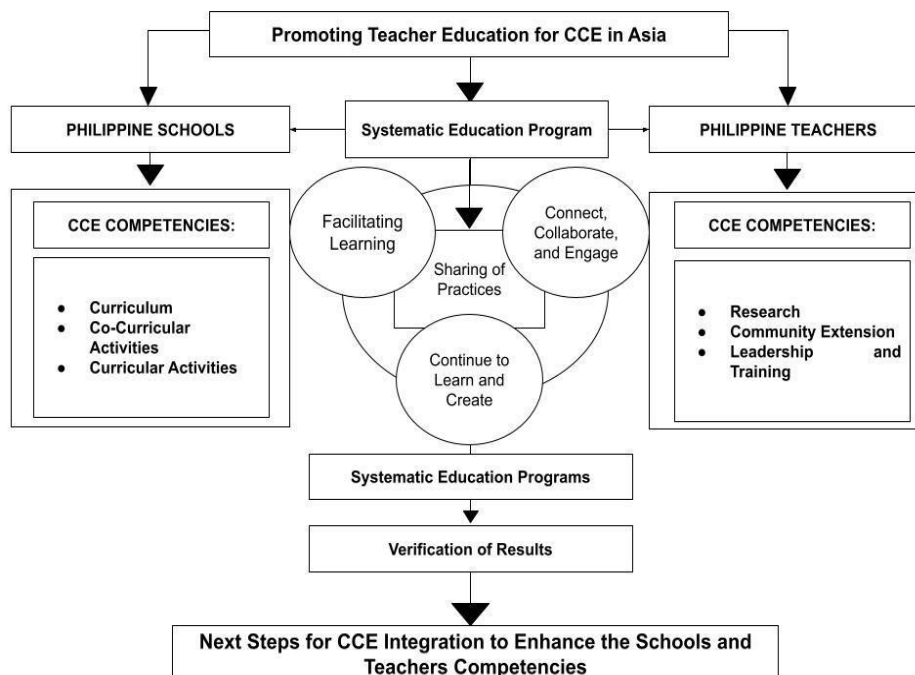 Promoting Teacher Education for CCE in Asia
PHILIPPINE SCHOOLS
Systematic Education Program
PHILIPPINE TEACHERS
CCE COMPETENCIES:
● Curriculum
● Co-Curricular
Activities
● Curricular Activities
Facilitating
Learning
Connect,
Collaborate,
and Engage
Sharing of
Practices
Continue to
Learn and
Create
CCE COMPETENCIES:
● Research
● Community Extension
● Leadership and
Training
Systematic Education Programs
Verification of Results
Next Steps for CCE Integration to Enhance the Schools and
Teachers Competencies